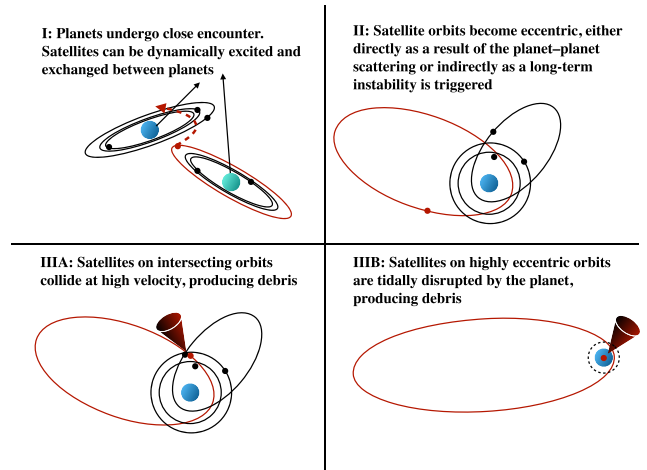 I: Planets undergo close encounter.
Satellites can be dynamically excited and
exchanged between planets
II: Satellite orbits become eccentric, either
directly as a result of the planet–planet
scattering or indirectly as a long-term
instability is triggered
IIIA: Satellites on intersecting orbits
collide at high velocity, producing debris
IIIB: Satellites on highly eccentric orbits
are tidally disrupted by the planet,
producing debris